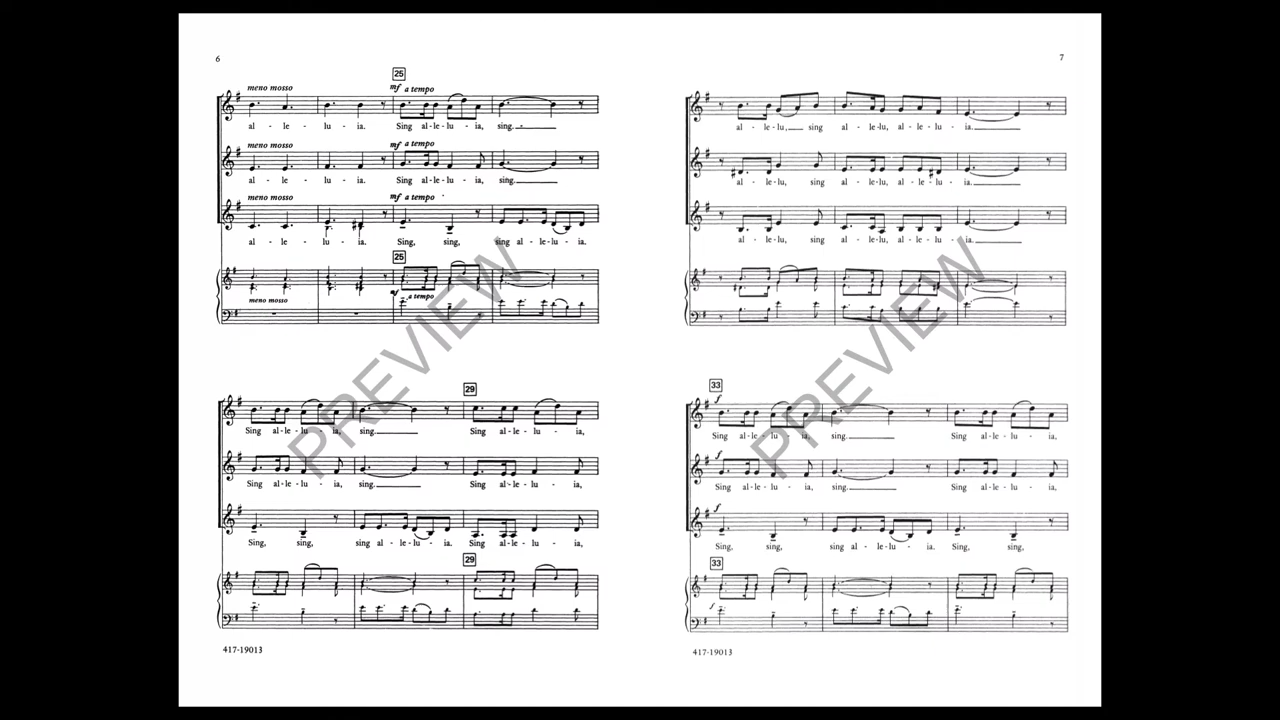 6
25
meno mosso
mf a tempo
al - le - lu - ia. Sing al-le-lu - ia, sing.
meno mosso
mf a tempo
al - le - lu - ia. Sing al-le-lu - ia, sing.
meno mosso
mf a tempo
al - le - lu - ia. Sing, sing, sing al-le-lu - ia.
25
meno mosso
mf a tempo
29
Sing al-le-lu - ia, sing. Sing al-le-lu - ia,
Sing al-le-lu - ia, sing. Sing al-le-lu - ia,
Sing, sing, sing al-le-lu - ia. Sing al-le-lu - ia,
29
417-19013
PREVIEW
7
al-le-lu, sing al-le-lu, al-le-lu - ia.
al-le-lu, sing al-le-lu, al-le-lu - ia.
al-le-lu, sing al-le-lu, al-le-lu - ia.
33
f
Sing al-le-lu - ia, sing. Sing al-le-lu - ia,
f
Sing al-le-lu - ia, sing. Sing al-le-lu - ia,
f
Sing, sing, sing al-le-lu - ia. Sing, sing,
33
f
417-19013
PREVIEW